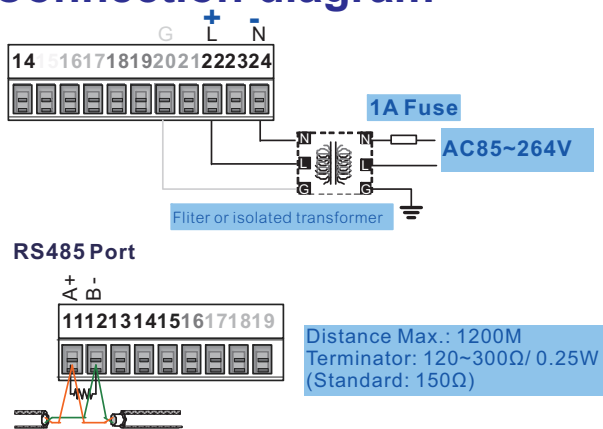 Connection diagram
+ -
G L N
14 15 16 17 18 19 20 21 22 23 24
1A Fuse
N N
AC85~264V
L L
G G
Fliter or isolated transformer
RS485 Port
A+ B-
11 12 13 14 15 16 17 18 19
Distance Max.: 1200M
Terminator: 120~300Ω/ 0.25W
(Standard: 150Ω)